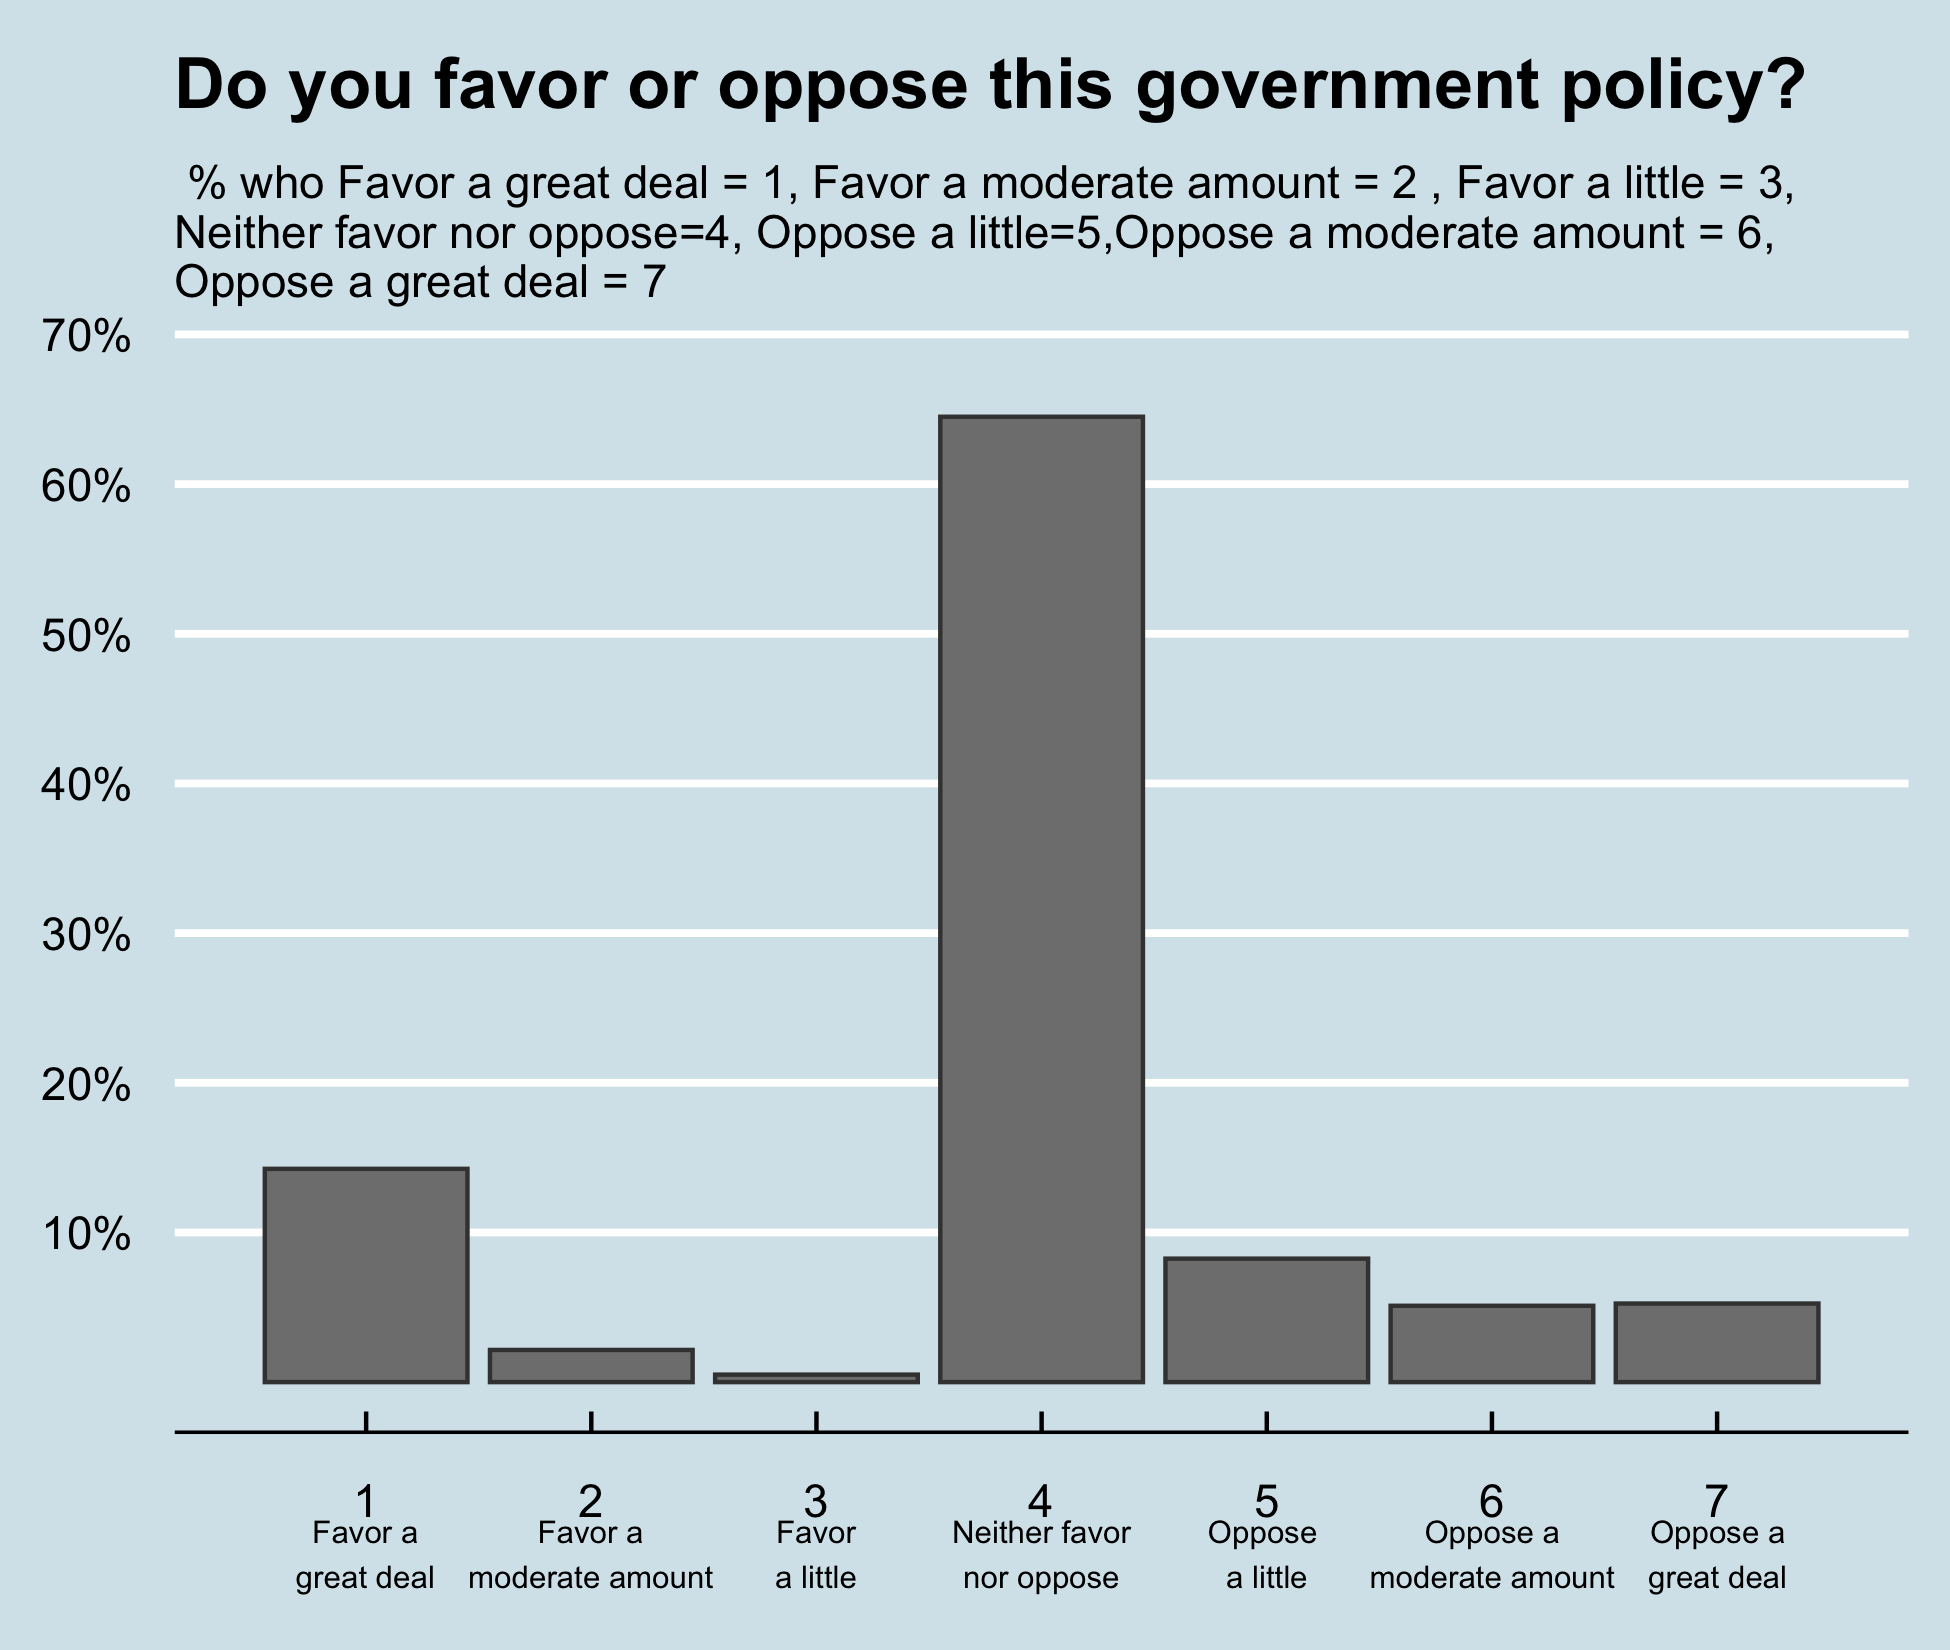 Do you favor or oppose this government policy?
% who Favor a great deal = 1, Favor a moderate amount = 2 , Favor a little = 3,
Neither favor nor oppose=4, Oppose a little=5,Oppose a moderate amount = 6,
Oppose a great deal = 7
70%
60%
50%
40%
30%
20%
10%
1 2 3 4 5 6 7
Favor a Favor a Favor Neither favor Oppose Oppose a Oppose a
great deal moderate amount a little nor oppose a little moderate amount great deal